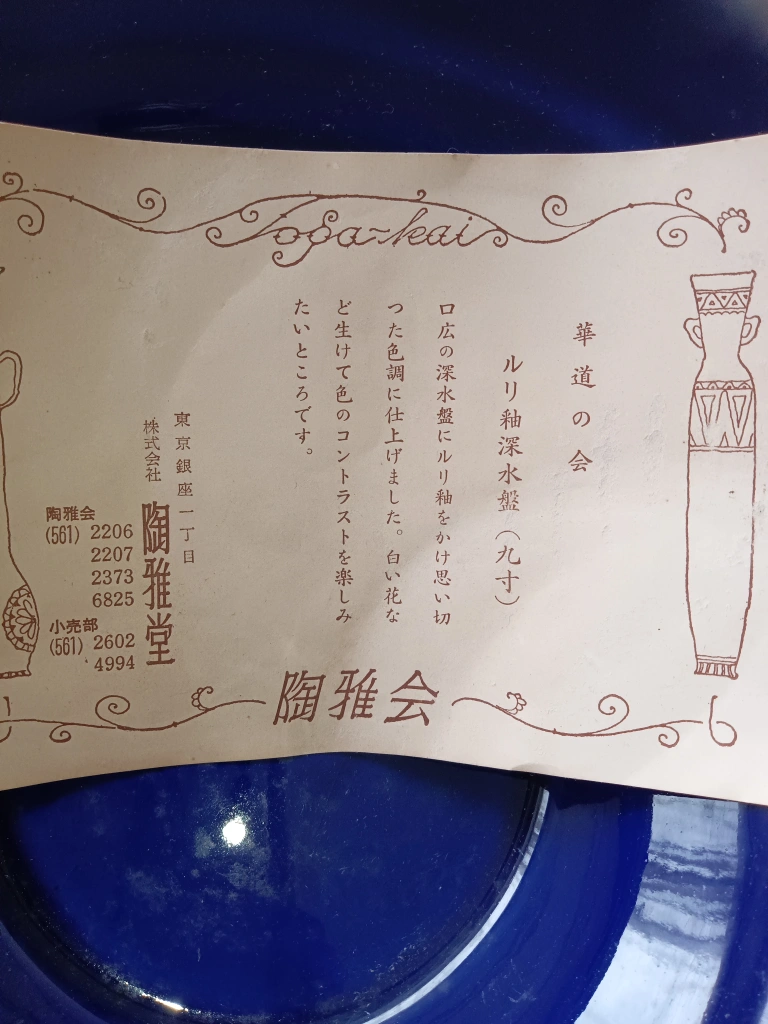 Toga-kai
華道の会
ルリ釉深水盤（九寸）
口広の深水盤にルリ釉をかけ思い切
つた色調に仕上げました。白い花な
ど生けて色のコントラストを楽しみ
たいところです。
東京銀座一丁目
株式会社 陶雅堂
陶雅会
(561) 2206
2207
2373
6825
小売部
(561) 2602
4994
陶雅会